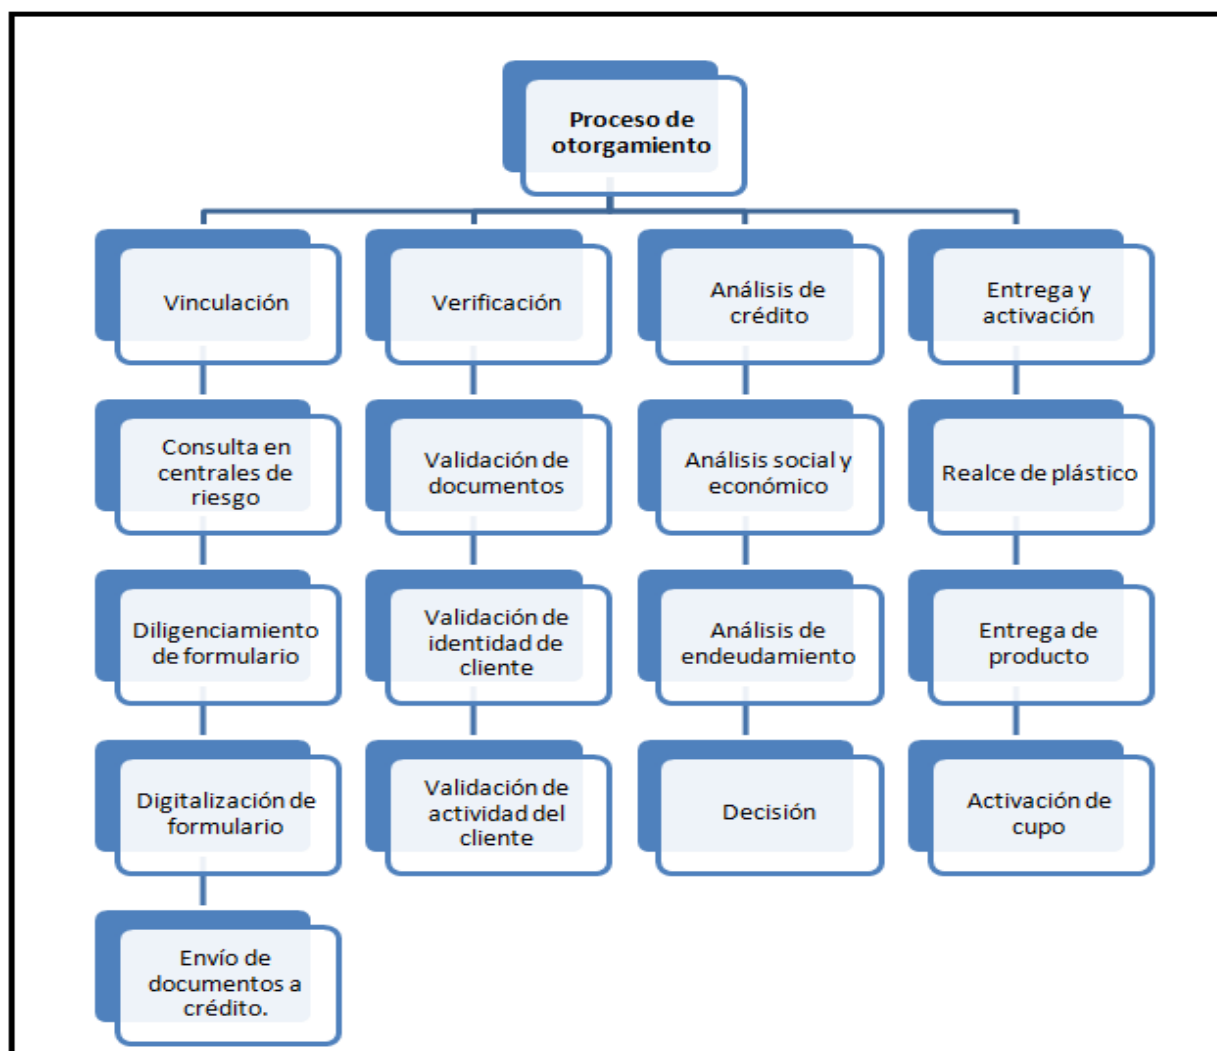 Proceso de
otorgamiento
Vinculación
Verificación
Análisis de
crédito
Entrega y
activación
Consulta en
centrales de
riesgo
Validación de
documentos
Análisis social y
económico
Realce de plástico
Diligenciamiento
de formulario
Validación de
identidad de
cliente
Análisis de
endeudamiento
Entrega de
producto
Digitalización de
formulario
Validación de
actividad del
cliente
Decisión
Activación de
cupo
Envío de
documentos a
crédito.